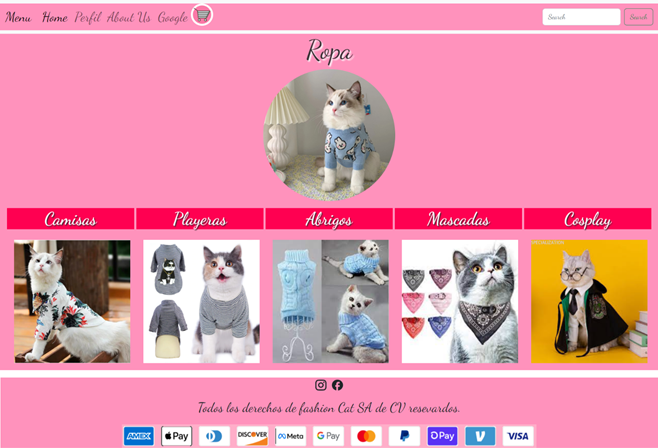 Menu Home Perfil About Us Google Search Search
Ropa
Camisas Playeras Abrigos Mascadas Cosplay
Todos los derechos de fashion Cat SA de CV resevardos.
AMEX Pay DISCOVER Meta G Pay Pay VISA